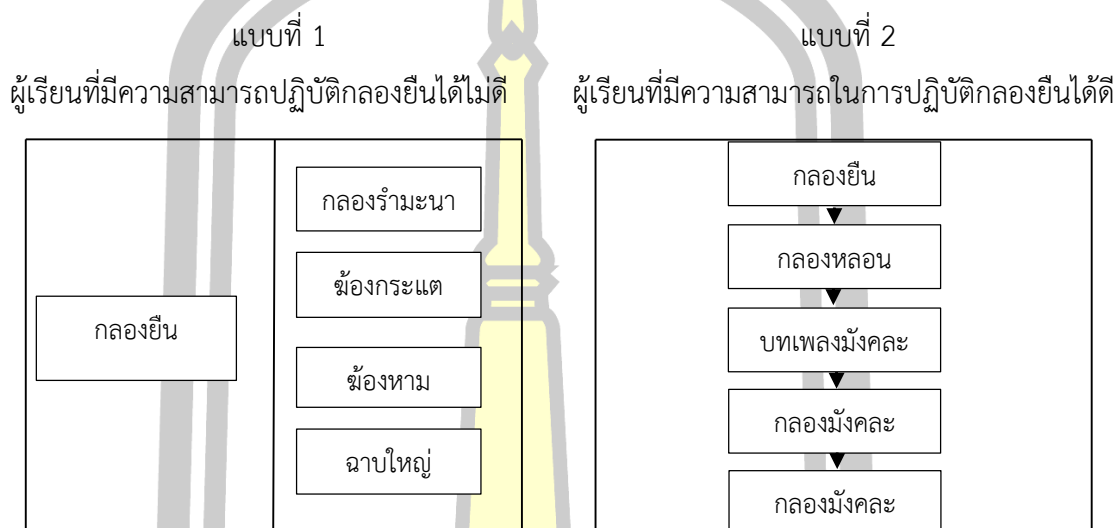 แบบที่ 1
ผู้เรียนที่มีความสามารถปฏิบัติกลองยืนได้ไม่ดี
กลองยืน
กลองรำมะนา
ฆ้องกระแต
ฆ้องหาม
ฉาบใหญ่
แบบที่ 2
ผู้เรียนที่มีความสามารถในการปฏิบัติกลองยืนได้ดี
กลองยืน
กลองหลอน
บทเพลงมังคละ
กลองมังคละ
กลองมังคละ